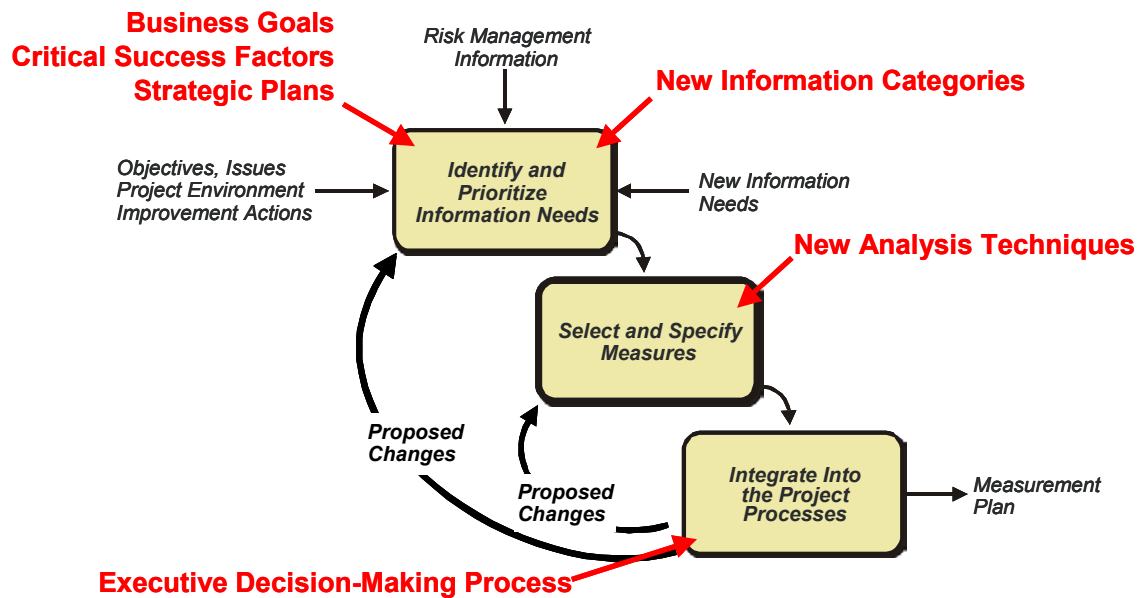 Business Goals
Critical Success Factors
Strategic Plans
Risk Management
Information
New Information Categories
Objectives, Issues
Project Environment
Improvement Actions
Identify and
Prioritize
Information Needs
New Information
Needs
New Analysis Techniques
Select and Specify
Measures
Proposed
Changes
Proposed
Changes
Integrate Into
the Project
Processes
Measurement
Plan
Executive Decision-Making Process